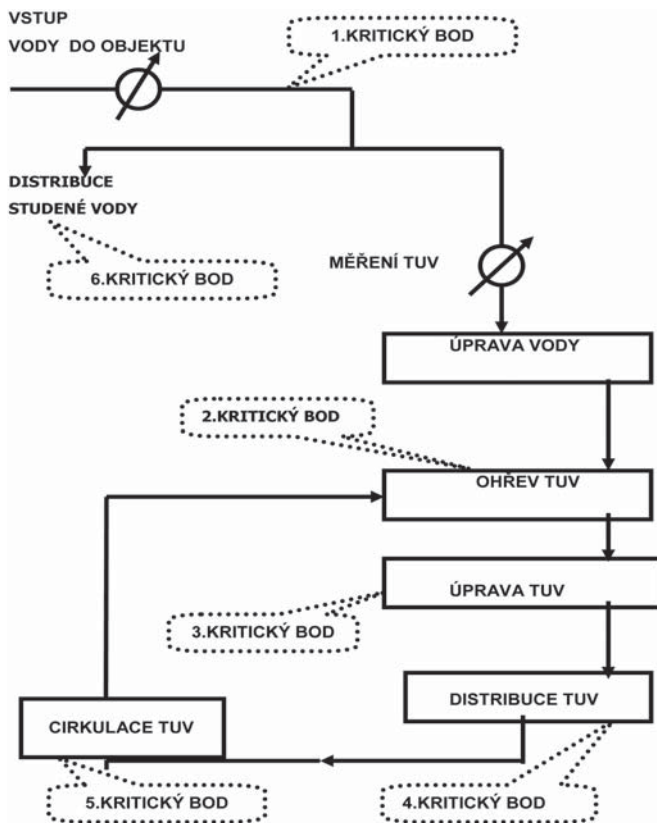 VSTUP
VODY DO OBJEKTU
1.KRITICKÝ BOD
DISTRIBUCE
STUDENÉ VODY
6.KRITICKÝ BOD
MĚŘENÍ TUV
ÚPRAVA VODY
2.KRITICKÝ BOD
OHŘEV TUV
ÚPRAVA TUV
3.KRITICKÝ BOD
DISTRIBUCE TUV
CIRKULACE TUV
5.KRITICKÝ BOD
4.KRITICKÝ BOD